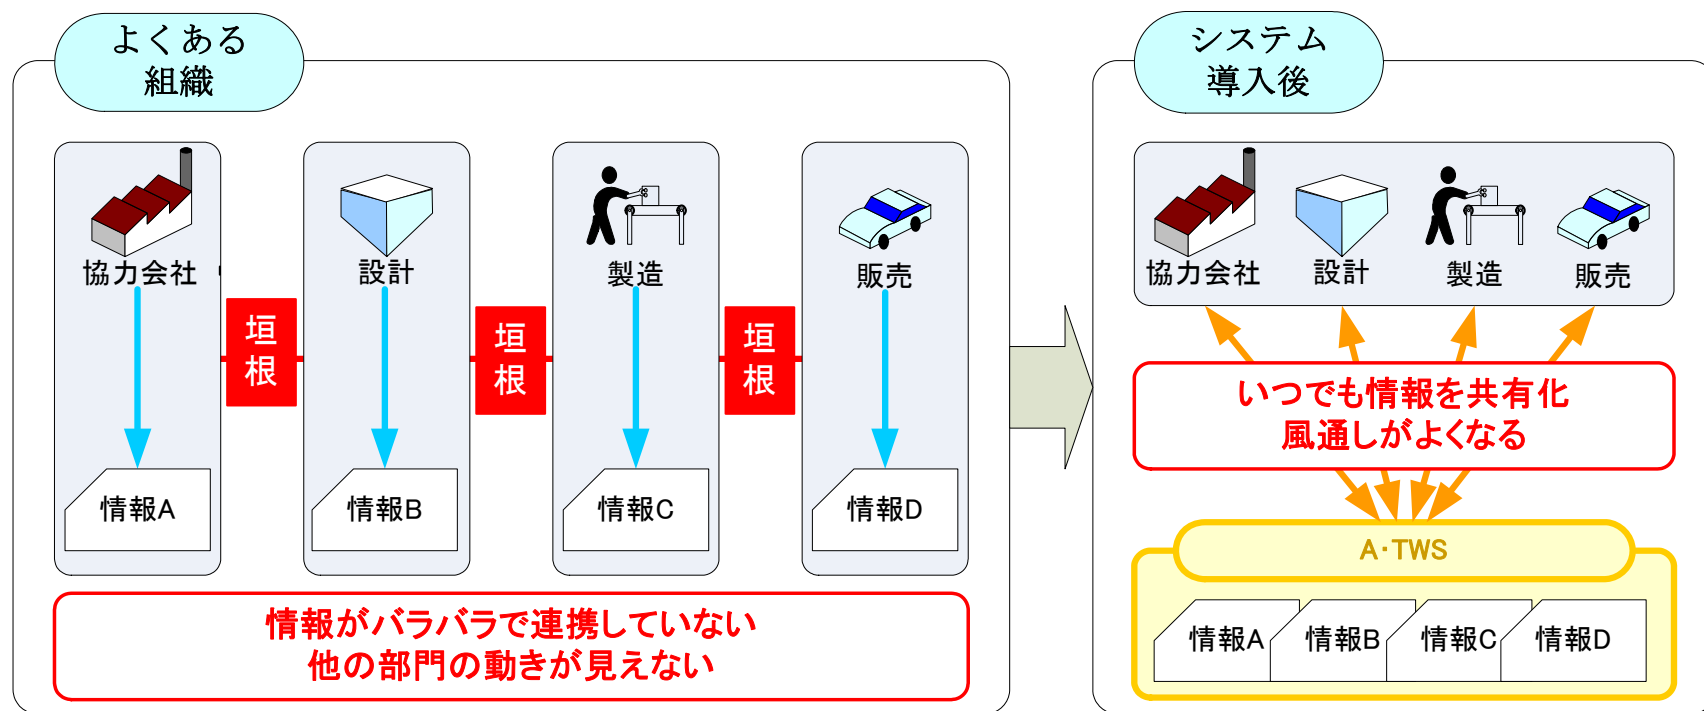 よくある
組織
協力会社
設計
製造
販売
垣
根
垣
根
垣
根
情報A
情報B
情報C
情報D
情報がバラバラで連携していない
他の部門の動きが見えない
システム
導入後
協力会社
設計
製造
販売
いつでも情報を共有化
風通しがよくなる
A・TWS
情報A
情報B
情報C
情報D